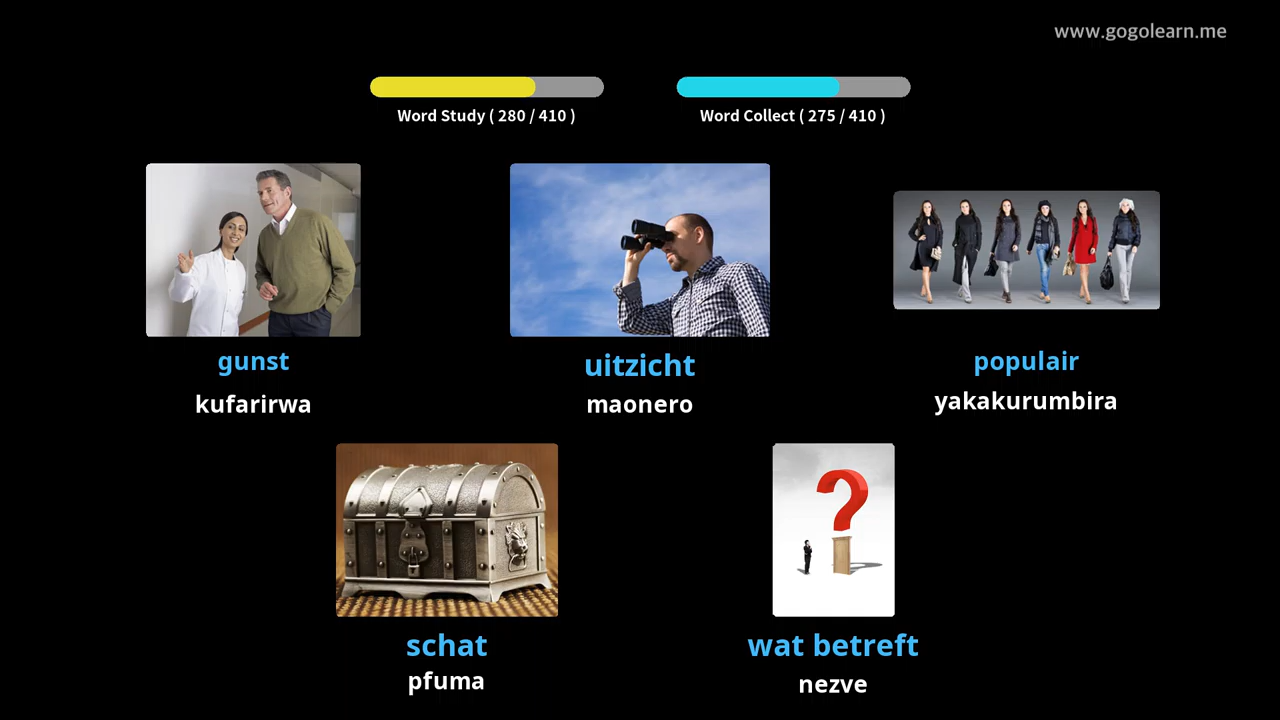 www.gogolearn.me
Word Study ( 280 / 410 )
Word Collect ( 275 / 410 )
gunst
kufarirwa
uitzicht
maonero
populair
yakakurumbira
schat
pfuma
wat betreft
nezve